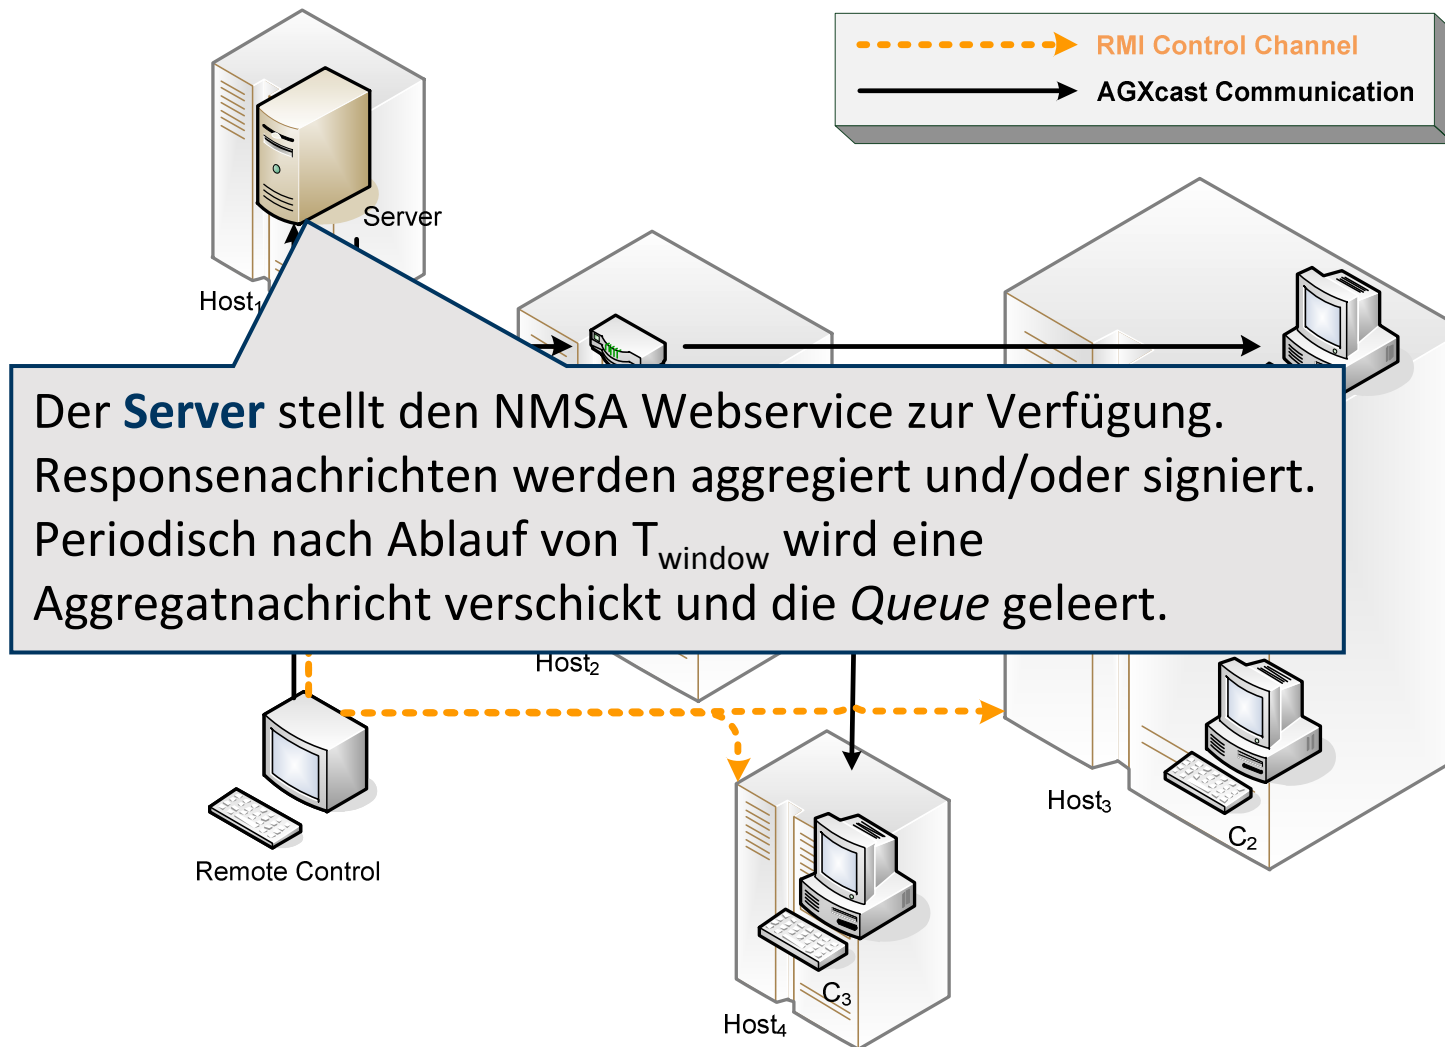 RMI Control Channel
AGXcast Communication
Server
Host₁
Der Server stellt den NMSA Webservice zur Verfügung.
Responsenachrichten werden aggregiert und/oder signiert.
Periodisch nach Ablauf von T_window wird eine
Aggregatnachricht verschickt und die Queue geleert.
Host₂
Host₃
C₂
Remote Control
C₃
Host₄